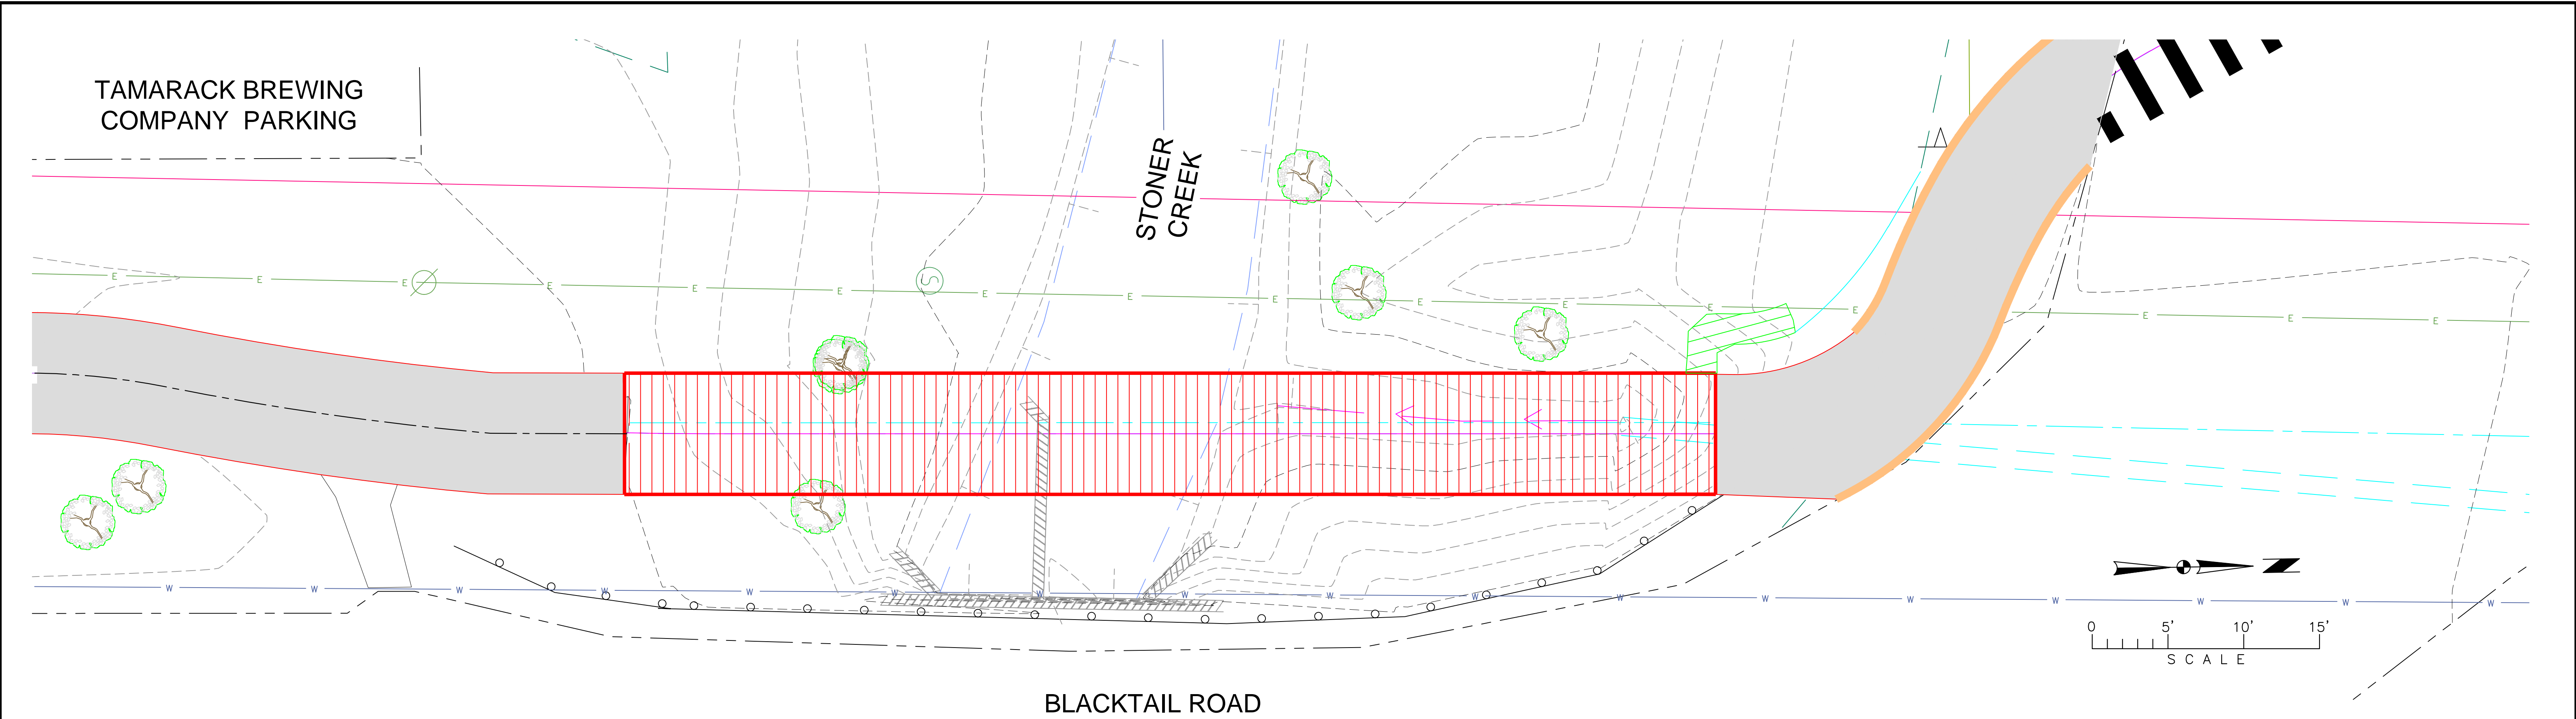 TAMARACK BREWING
COMPANY PARKING
STONER
CREEK
E E E E E E E E E E E E E E E E
S
W W W W W W W W W W W W W W W W W
N
0 5' 10' 15'
SCALE
BLACKTAIL ROAD